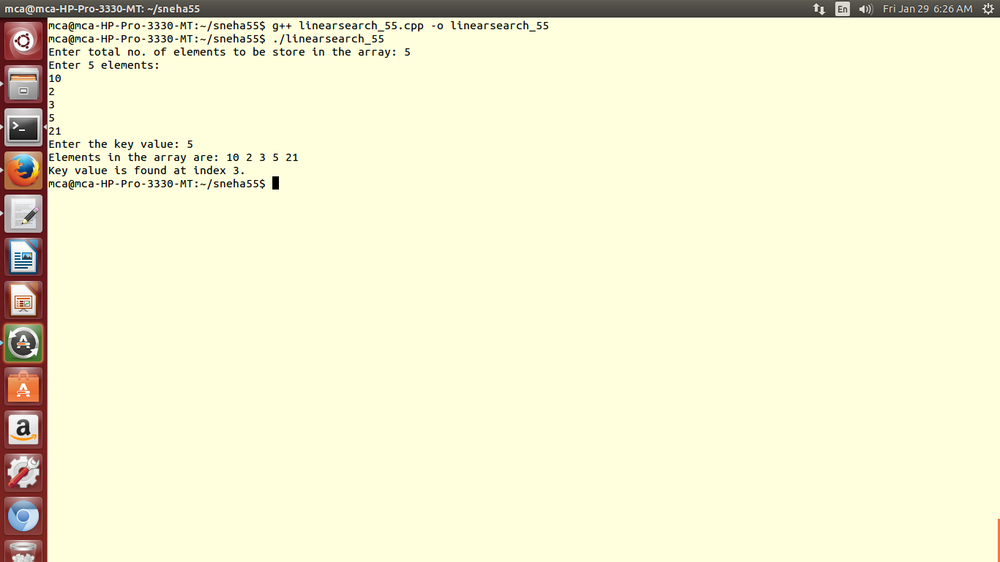 mca@mca-HP-Pro-3330-MT: ~/sneha55
En
Fri Jan 29 6:26 AM
mca@mca-HP-Pro-3330-MT:~/sneha55$ g++ linearsearch_55.cpp -o linearsearch_55
mca@mca-HP-Pro-3330-MT:~/sneha55$ ./linearsearch_55
Enter total no. of elements to be store in the array: 5
Enter 5 elements:
10
2
3
5
21
Enter the key value: 5
Elements in the array are: 10 2 3 5 21
Key value is found at index 3.
mca@mca-HP-Pro-3330-MT:~/sneha55$